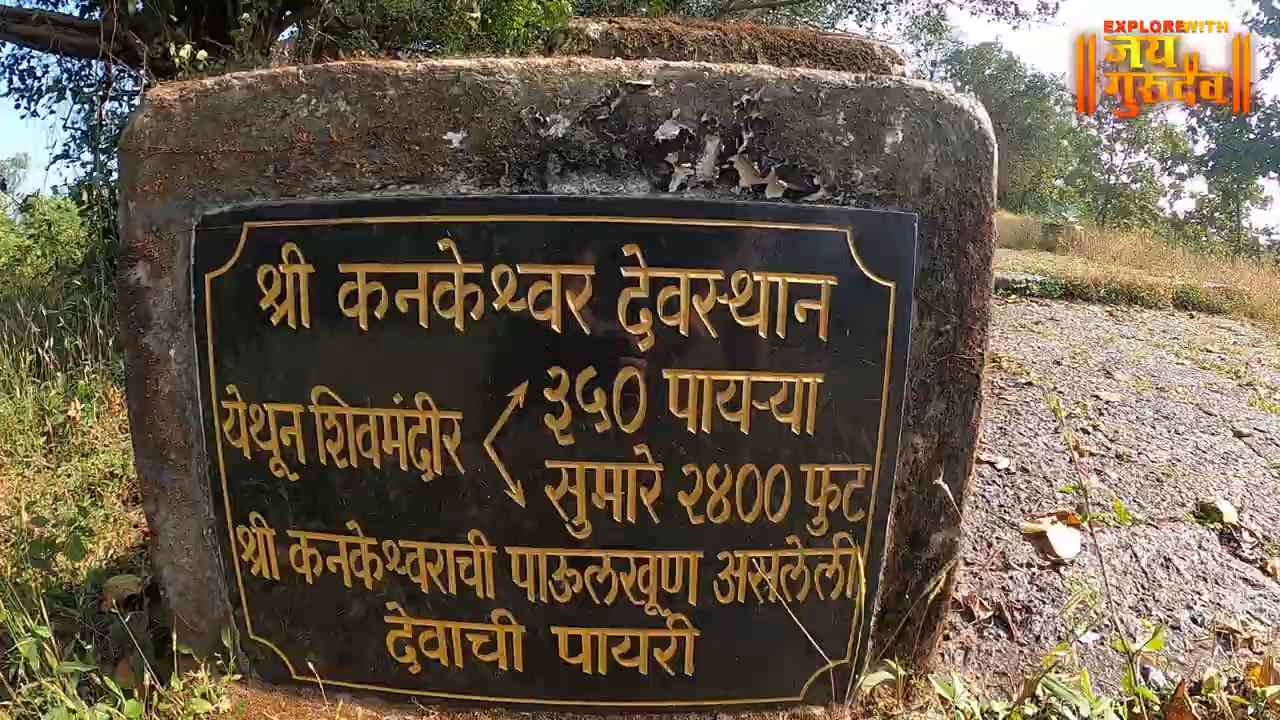 EXPLORE WITH
जय
गुरुदेव
श्री कनकेश्वर देवस्थान
येथून शिवमंदीर
३५० पायऱ्या
सुमारे २४०० फुट
श्री कनकेश्वराची पाऊलखूण असलेली
देवाची पायरी